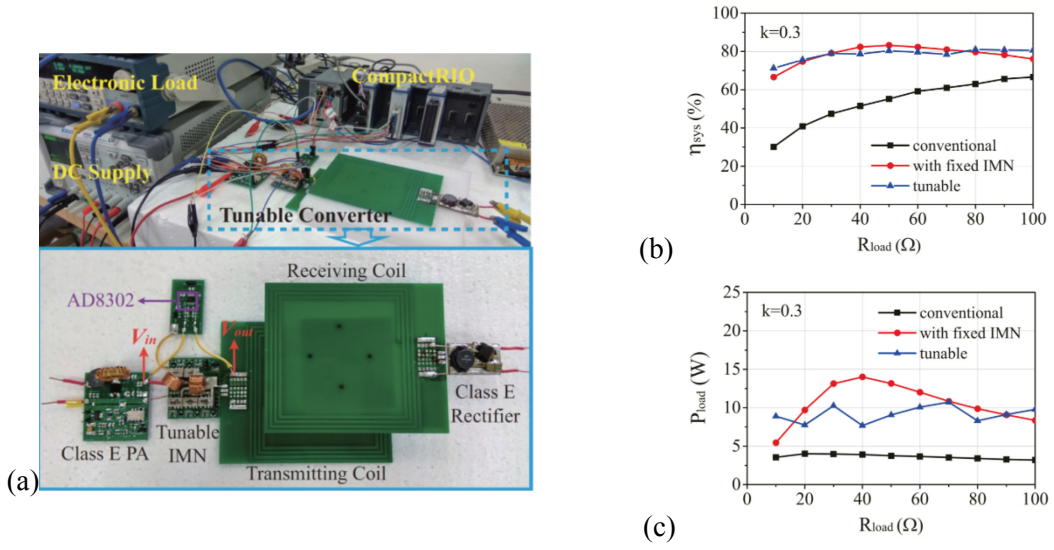 Electronic Load
CompactRIO
DC Supply
Tunable Converter
Receiving Coil
AD8302
Vin
Vout
Class E PA
Tunable
IMN
Transmitting Coil
Class E
Rectifier
(a)
k=0.3
100
80
60
40
20
0
ηsys (%)
conventional
with fixed IMN
tunable
0 20 40 60 80 100
Rload (Ω)
(b)
k=0.3
25
20
15
10
5
0
Pload (W)
conventional
with fixed IMN
tunable
0 20 40 60 80 100
Rload (Ω)
(c)